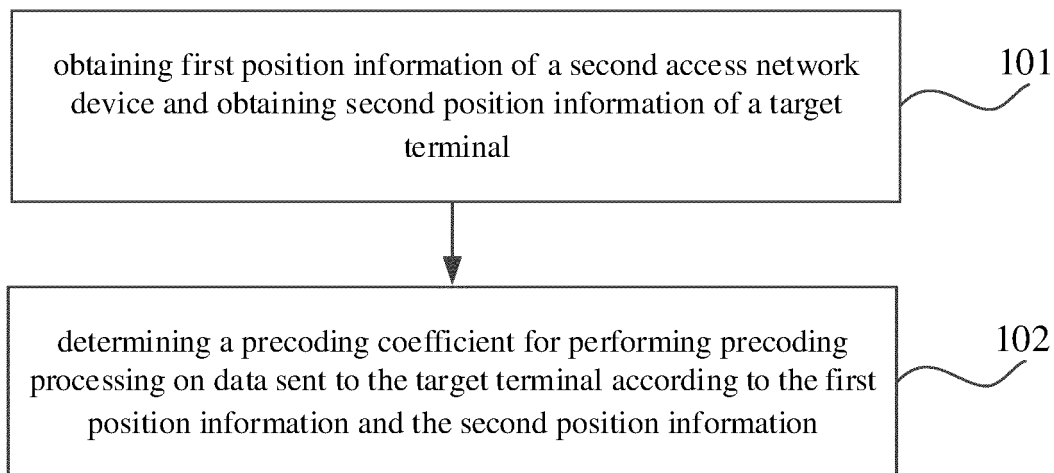 obtaining first position information of a second access network
device and obtaining second position information of a target
terminal
101
determining a precoding coefficient for performing precoding
processing on data sent to the target terminal according to the first
position information and the second position information
102